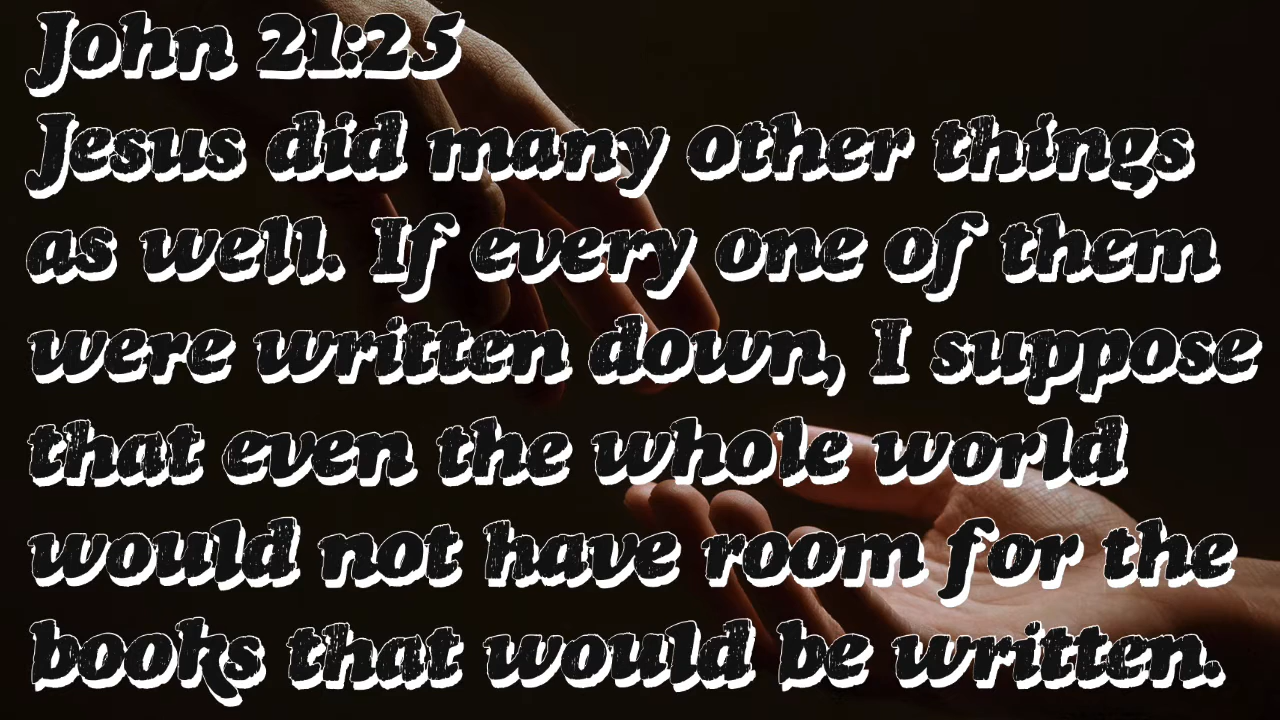 John 21:25
Jesus did many other things
as well. If every one of them
were written down, I suppose
that even the whole world
would not have room for the
books that would be written.